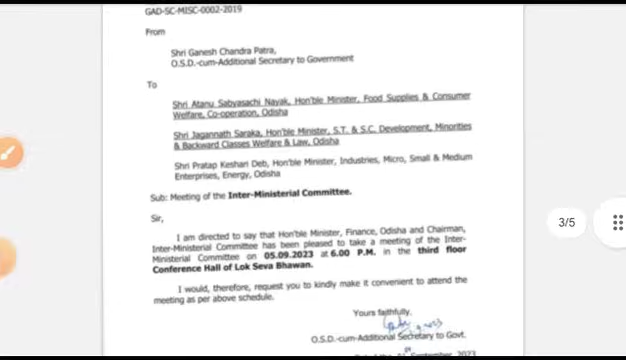 GAD-SC-MISC-0002-2019
From
Shri Ganesh Chandra Patra,
O.S.D.-cum-Additional Secretary to Government
To
Shri Atanu Sabyasachi Nayak, Hon'ble Minister, Food Supplies & Consumer
Welfare, Co-operation, Odisha
Shri Jagannath Saraka, Hon'ble Minister, S.T. & S.C. Development, Minorities
& Backward Classes Welfare & Law, Odisha
Shri Pratap Keshari Deb, Hon'ble Minister, Industries, Micro, Small & Medium
Enterprises, Energy, Odisha
Sub: Meeting of the Inter-Ministerial Committee.
Sir,
I am directed to say that Hon'ble Minister, Finance, Odisha and Chairman,
Inter-Ministerial Committee has been pleased to take a meeting of the Inter-
Ministerial Committee on 05.09.2023 at 6.00 P.M. in the third floor
Conference Hall of Lok Seva Bhawan.
I would, therefore, request you to kindly make it convenient to attend the
meeting as per above schedule.
Yours faithfully,
O.S.D.-cum-Additional Secretary to Govt.
September, 2023
3/5